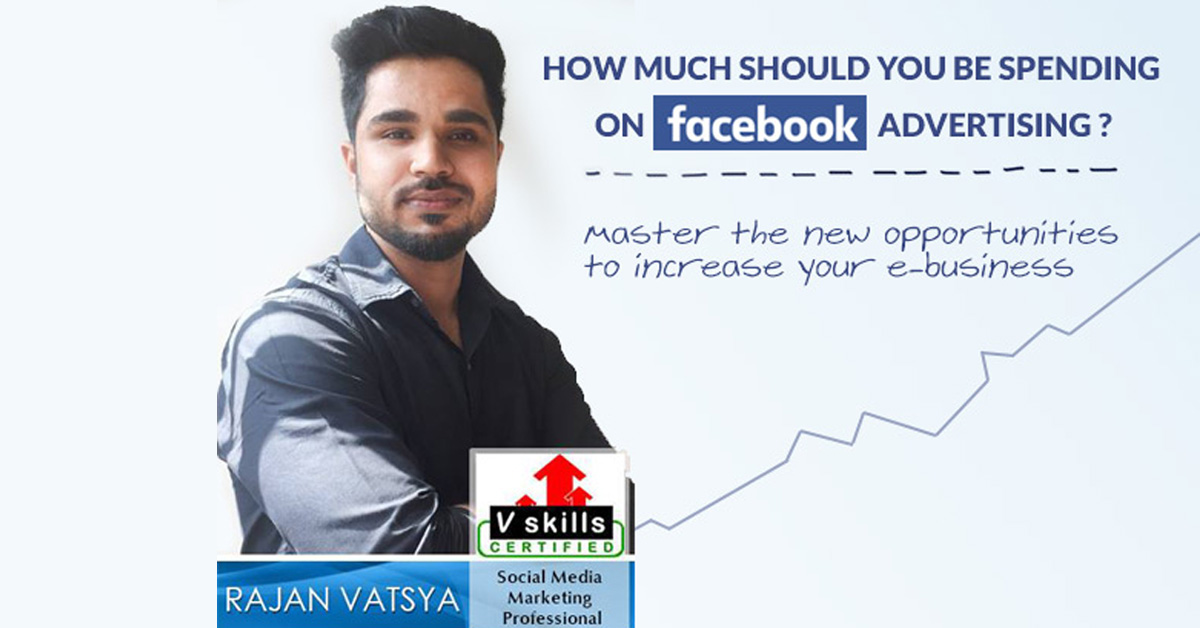 HOW MUCH SHOULD YOU BE SPENDING
ON facebook ADVERTISING ?
Master the new opportunities
to increase your e-business
V skills
CERTIFIED
RAJAN VATSYA
Social Media
Marketing
Professional